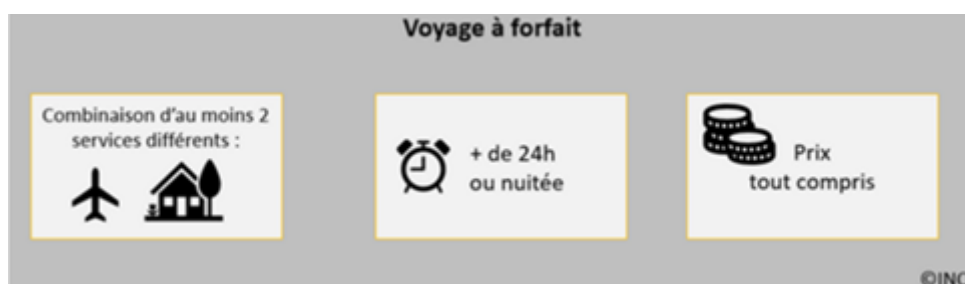 Voyage à forfait
Combinaison d'au moins 2
services différents :
+ de 24h
ou nuitée
Prix
tout compris